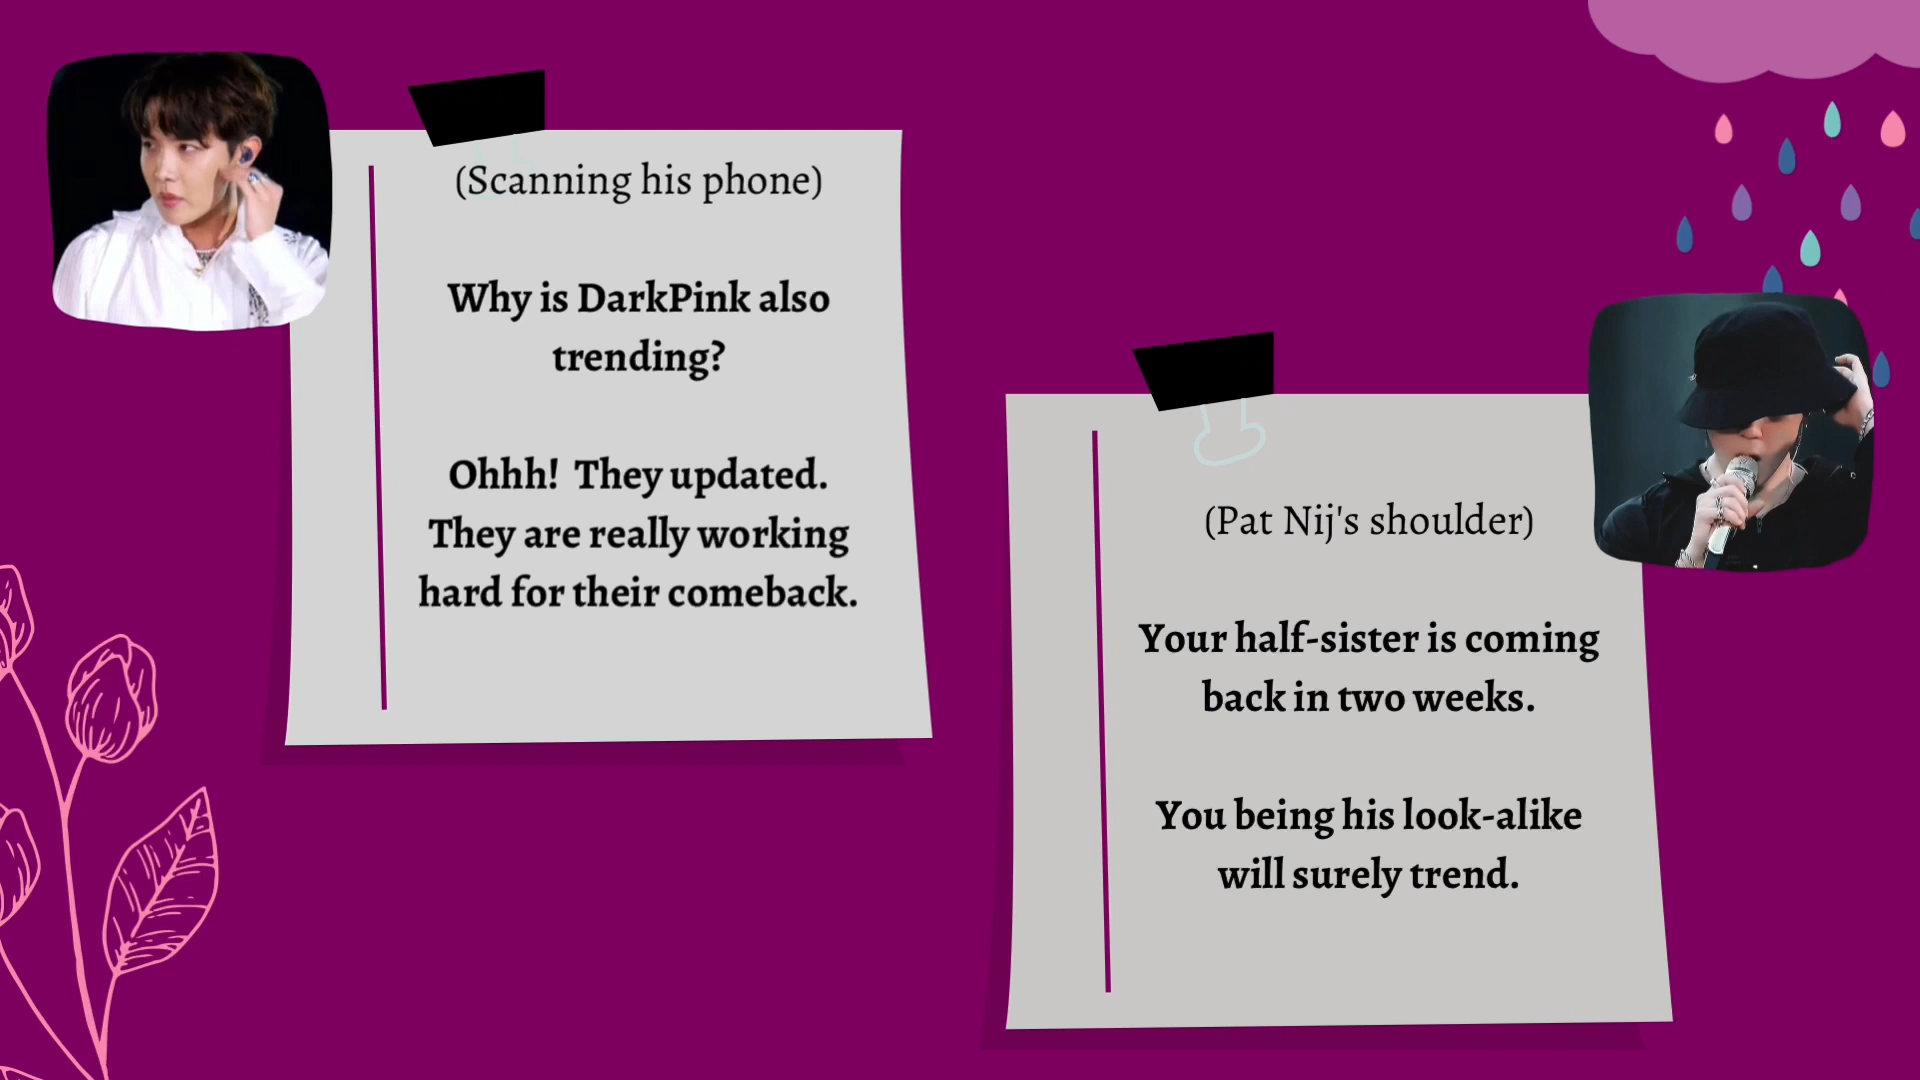 (Scanning his phone)
Why is DarkPink also
trending?
Ohhh!  They updated.
They are really working
hard for their comeback.
(Pat Nij's shoulder)
Your half-sister is coming
back in two weeks.
You being his look-alike
will surely trend.